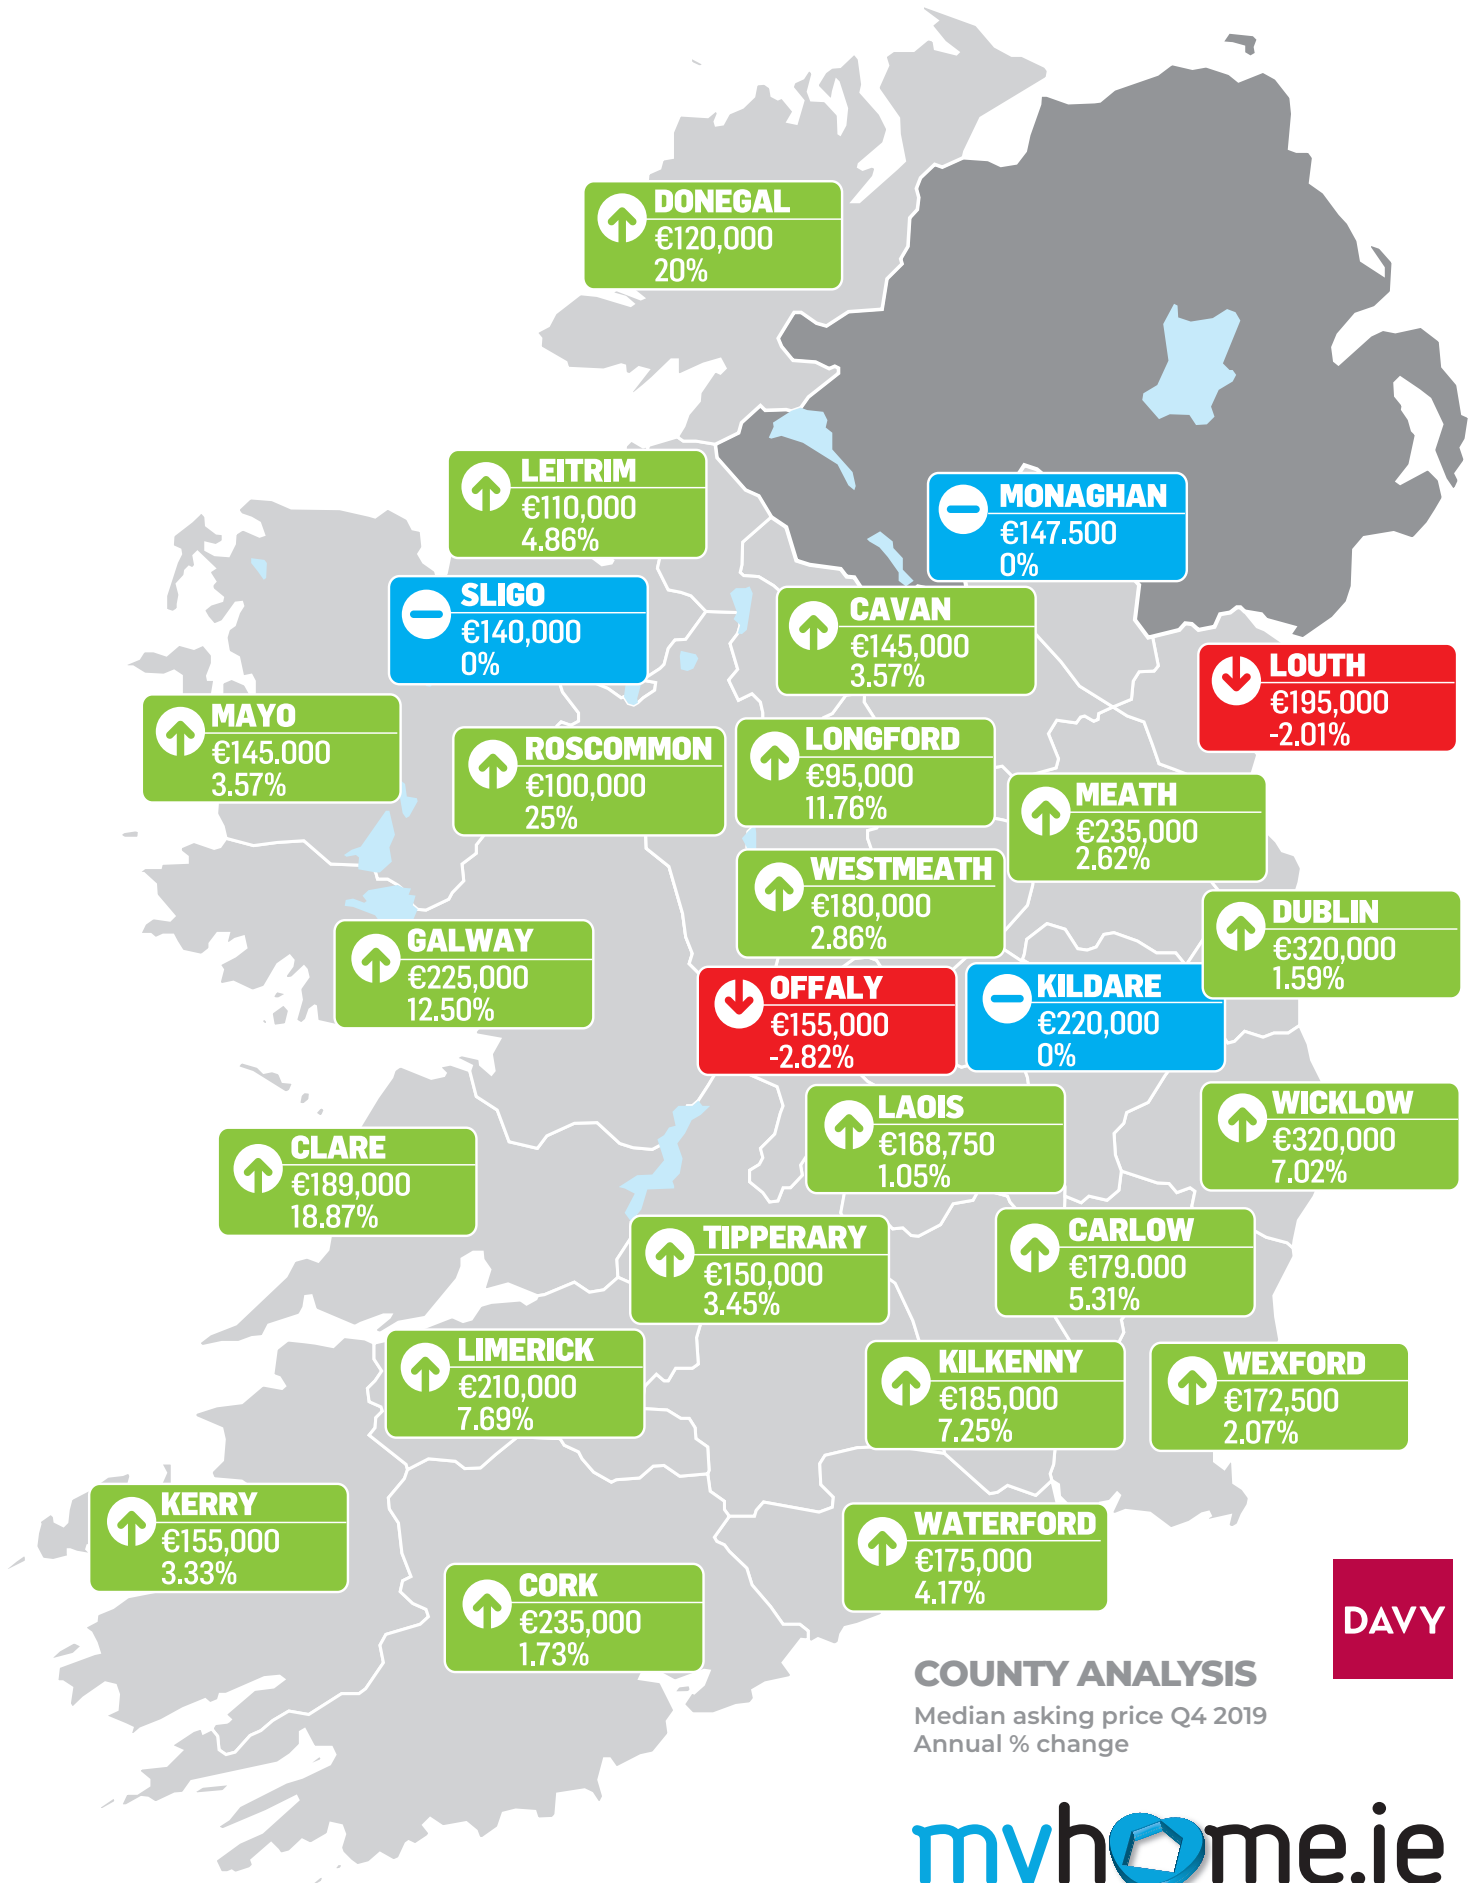 DONEGAL
€120,000
20%
LEITRIM
€110,000
4.86%
MONAGHAN
€147.500
0%
SLIGO
€140,000
0%
CAVAN
€145,000
3.57%
LOUTH
€195,000
-2.01%
MAYO
€145.000
3.57%
ROSCOMMON
€100,000
25%
LONGFORD
€95,000
11.76%
MEATH
€235,000
2.62%
WESTMEATH
€180,000
2.86%
DUBLIN
€320,000
1.59%
GALWAY
€225,000
12.50%
OFFALY
€155,000
-2.82%
KILDARE
€220,000
0%
LAOIS
€168,750
1.05%
WICKLOW
€320,000
7.02%
CLARE
€189,000
18.87%
TIPPERARY
€150,000
3.45%
CARLOW
€179.000
5.31%
LIMERICK
€210,000
7.69%
KILKENNY
€185,000
7.25%
WEXFORD
€172,500
2.07%
KERRY
€155,000
3.33%
WATERFORD
€175,000
4.17%
CORK
€235,000
1.73%
DAVY
COUNTY ANALYSIS
Median asking price Q4 2019
Annual % change
myhome.ie